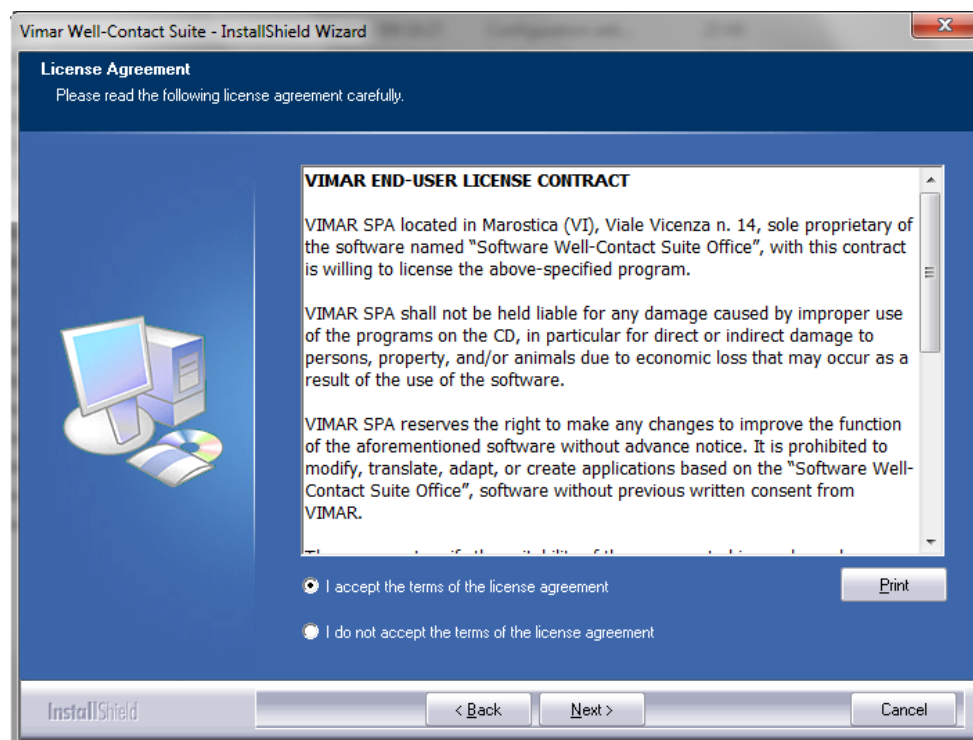 Vimar Well-Contact Suite - InstallShield Wizard
License Agreement
Please read the following license agreement carefully.
VIMAR END-USER LICENSE CONTRACT
VIMAR SPA located in Marostica (VI), Viale Vicenza n. 14, sole proprietary of
the software named “Software Well-Contact Suite Office”, with this contract
is willing to license the above-specified program.
VIMAR SPA shall not be held liable for any damage caused by improper use
of the programs on the CD, in particular for direct or indirect damage to
persons, property, and/or animals due to economic loss that may occur as a
result of the use of the software.
VIMAR SPA reserves the right to make any changes to improve the function
of the aforementioned software without advance notice. It is prohibited to
modify, translate, adapt, or create applications based on the “Software Well-
Contact Suite Office”, software without previous written consent from
VIMAR.
I accept the terms of the license agreement
Print
I do not accept the terms of the license agreement
InstallShield
< Back
Next >
Cancel